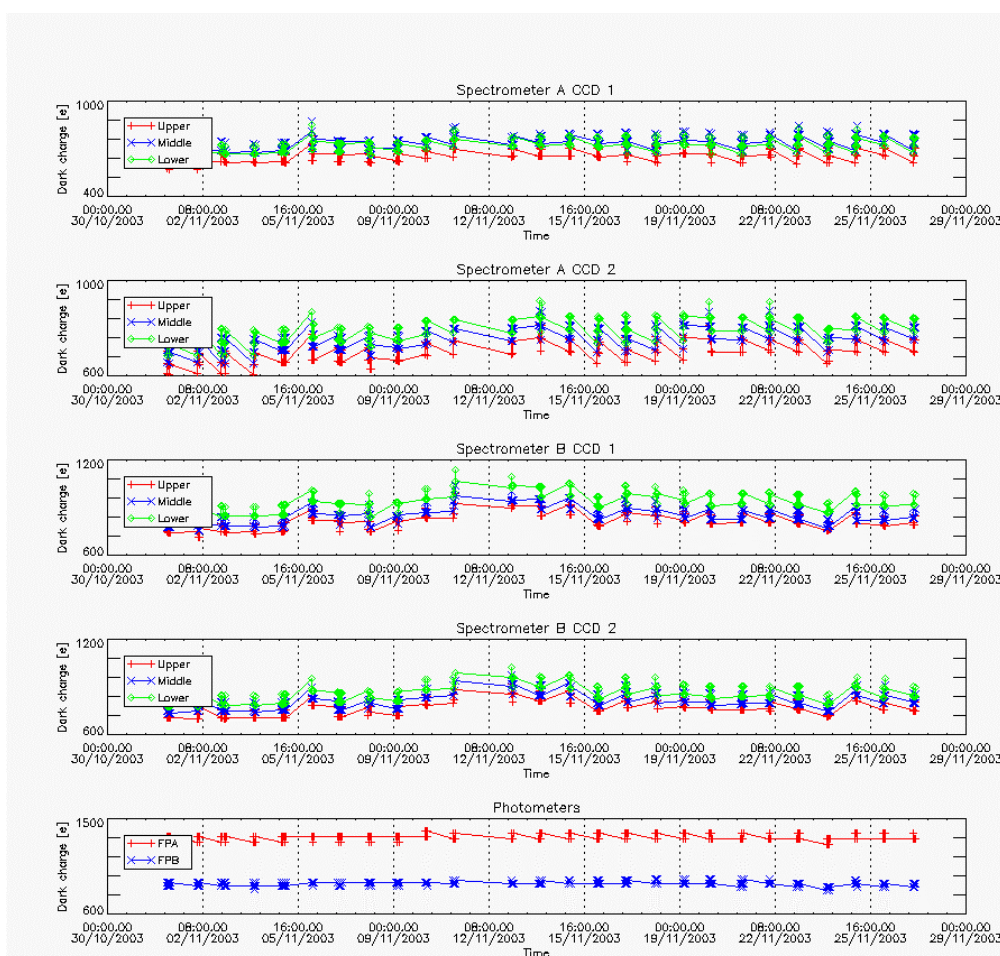 Spectrometer A CCD 1
Dark charge [e]
1000
400
Upper
Middle
Lower
00:00.00 08:00.00 16:00.00 00:00.00 08:00.00 16:00.00 00:00.00 08:00.00 16:00.00 00:00.00
30/10/2003 02/11/2003 05/11/2003 09/11/2003 12/11/2003 15/11/2003 19/11/2003 22/11/2003 25/11/2003 29/11/2003
Time
Spectrometer A CCD 2
Dark charge [e]
1000
600
Upper
Middle
Lower
00:00.00 08:00.00 16:00.00 00:00.00 08:00.00 16:00.00 00:00.00 08:00.00 16:00.00 00:00.00
30/10/2003 02/11/2003 05/11/2003 09/11/2003 12/11/2003 15/11/2003 19/11/2003 22/11/2003 25/11/2003 29/11/2003
Time
Spectrometer B CCD 1
Dark charge [e]
1200
600
Upper
Middle
Lower
00:00.00 08:00.00 16:00.00 00:00.00 08:00.00 16:00.00 00:00.00 08:00.00 16:00.00 00:00.00
30/10/2003 02/11/2003 05/11/2003 09/11/2003 12/11/2003 15/11/2003 19/11/2003 22/11/2003 25/11/2003 29/11/2003
Time
Spectrometer B CCD 2
Dark charge [e]
1200
600
Upper
Middle
Lower
00:00.00 08:00.00 16:00.00 00:00.00 08:00.00 16:00.00 00:00.00 08:00.00 16:00.00 00:00.00
30/10/2003 02/11/2003 05/11/2003 09/11/2003 12/11/2003 15/11/2003 19/11/2003 22/11/2003 25/11/2003 29/11/2003
Time
Photometers
Dark charge [e]
1500
600
FPA
FPB
00:00.00 08:00.00 16:00.00 00:00.00 08:00.00 16:00.00 00:00.00 08:00.00 16:00.00 00:00.00
30/10/2003 02/11/2003 05/11/2003 09/11/2003 12/11/2003 15/11/2003 19/11/2003 22/11/2003 25/11/2003 29/11/2003
Time